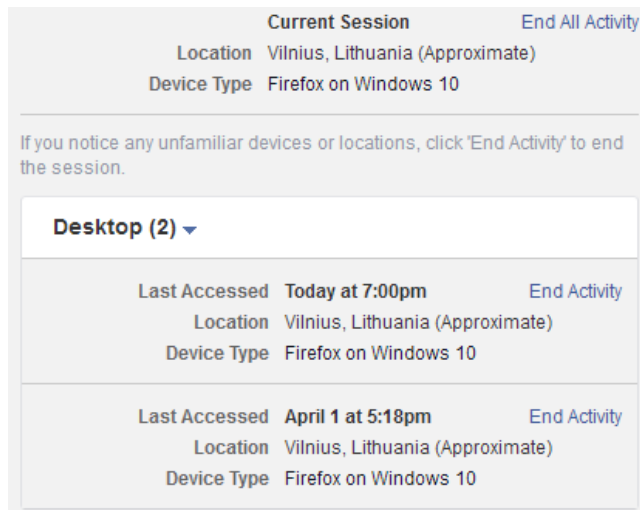 Current Session End All Activity
Location Vilnius, Lithuania (Approximate)
Device Type Firefox on Windows 10
If you notice any unfamiliar devices or locations, click 'End Activity' to end
the session.
Desktop (2)
Last Accessed Today at 7:00pm End Activity
Location Vilnius, Lithuania (Approximate)
Device Type Firefox on Windows 10
Last Accessed April 1 at 5:18pm End Activity
Location Vilnius, Lithuania (Approximate)
Device Type Firefox on Windows 10